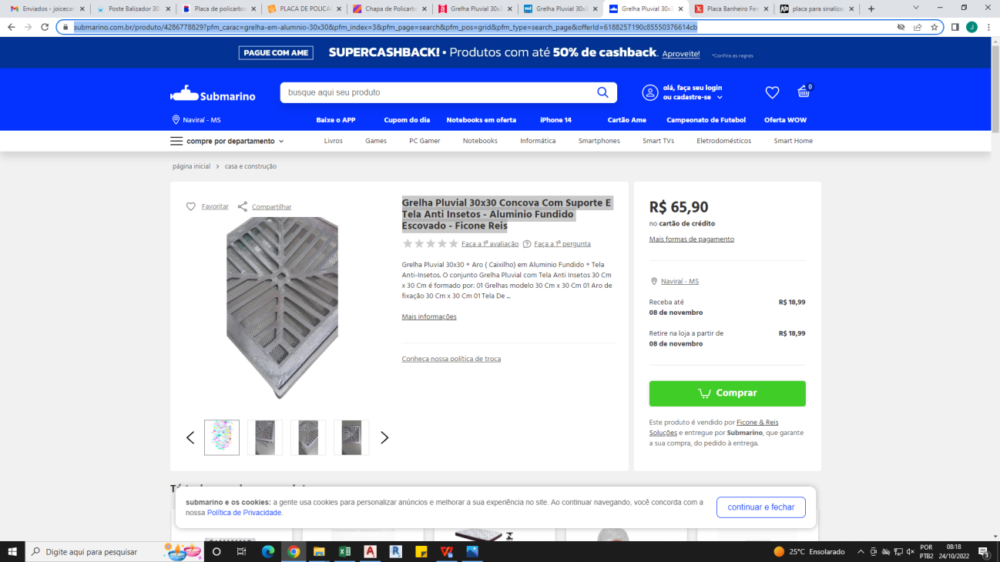 Enviados - joicecar
Poste Balizador 30
Placa de policarbon
PLACA DE POLICAR
Chapa de Policarbo
Grelha Pluvial 30x3
Grelha Pluvial 30x3
Grelha Pluvial 30x3
Placa Banheiro Fem
placa para sinalizaç
submarino.com.br/produto/4286778829?pfm_carac=grelha-em-alumnio-30x30&pfm_index=3&pfm_page=search&pfm_pos=grid&pfm_type=search_page&offerId=6188257190c85550376614cb
PAGUE COM AME
SUPERCASHBACK! • Produtos com até 50% de cashback. Aproveite! *Confira as regras
Submarino
busque aqui seu produto
olá, faça seu login
ou cadastre-se
0
Naviraí - MS
Baixe o APP
Cupom do dia
Notebooks em oferta
iPhone 14
Cartão Ame
Campeonato de Futebol
Oferta WOW
compre por departamento
Livros
Games
PC Gamer
Notebooks
Informática
Smartphones
Smart TVs
Eletrodomésticos
Smart Home
página inicial > casa e construção
Favoritar
Compartilhar
Grelha Pluvial 30x30 Concova Com Suporte E
Tela Anti Insetos - Aluminio Fundido
Escovado - Ficone Reis
Faça a 1ª avaliação
Faça a 1ª pergunta
Grelha Pluvial 30x30 + Aro ( Caixilho) em Aluminio Fundido + Tela
Anti-Insetos. O conjunto Grelha Pluvial com Tela Anti Insetos 30 Cm
x 30 Cm é formado por: 01 Grelhas modelo 30 Cm x 30 Cm 01 Aro de
fixação 30 Cm x 30 Cm 01 Tela De ...
Mais informações
Conheça nossa política de troca
R$ 65,90
no cartão de crédito
Mais formas de pagamento
Naviraí - MS
Receba até
08 de novembro
R$ 18,99
Retire na loja a partir de
08 de novembro
R$ 18,99
Comprar
Este produto é vendido por Ficone & Reis
Soluções e entregue por Submarino, que garante
a sua compra, do pedido à entrega.
submarino e os cookies: a gente usa cookies para personalizar anúncios e melhorar a sua experiência no site. Ao continuar navegando, você concorda com a
nossa Política de Privacidade.
continuar e fechar
Digite aqui para pesquisar
25°C Ensolarado
POR
PTB2
08:18
24/10/2022
3